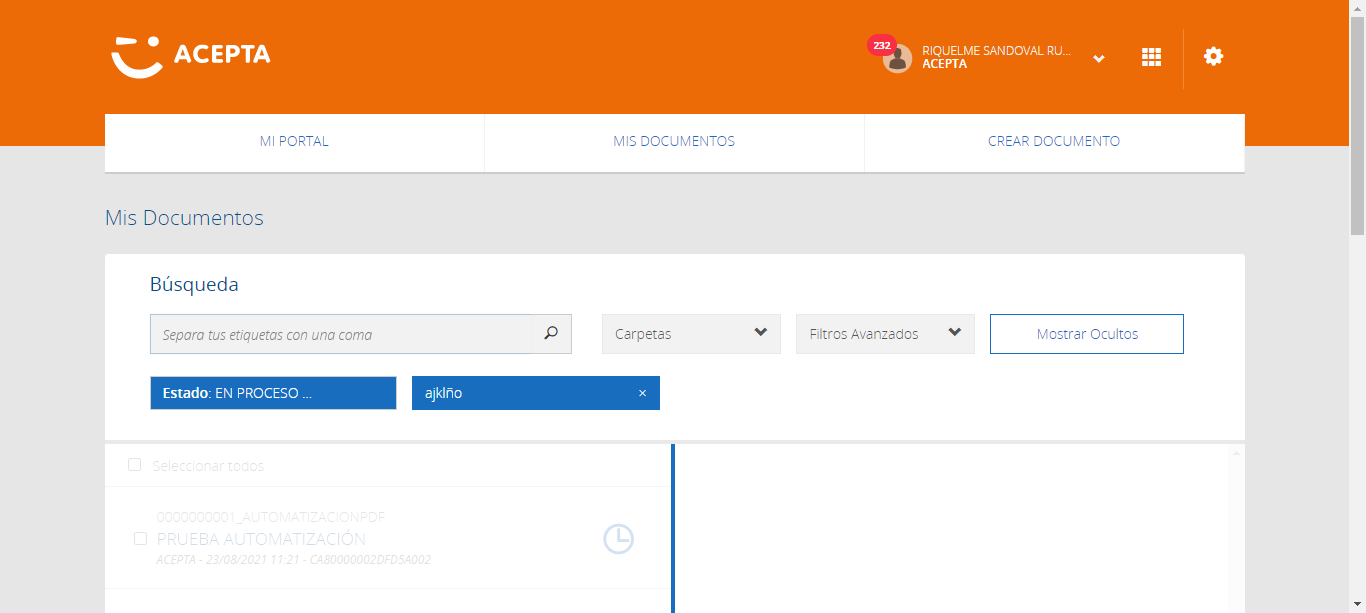 ACEPTA
232
RIQUELME SANDOVAL RU...
ACEPTA
MI PORTAL
MIS DOCUMENTOS
CREAR DOCUMENTO
Mis Documentos
Búsqueda
Separa tus etiquetas con una coma
Carpetas
Filtros Avanzados
Mostrar Ocultos
Estado: EN PROCESO ...
ajklño ×
Seleccionar todos
0000000001_AUTOMATIZACIONPDF
PRUEBA AUTOMATIZACIÓN
ACEPTA - 23/08/2021 11:21 - CA80000002DFD5A002